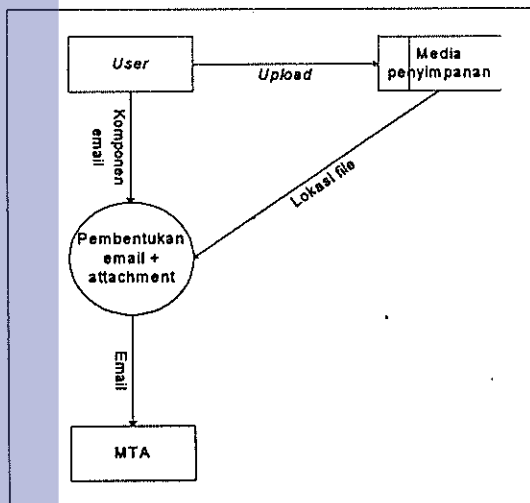 User
Upload
Media
penyimpanan
Komponen
email
Lokasi file
Pembentukan
email +
attachment
Email
MTA